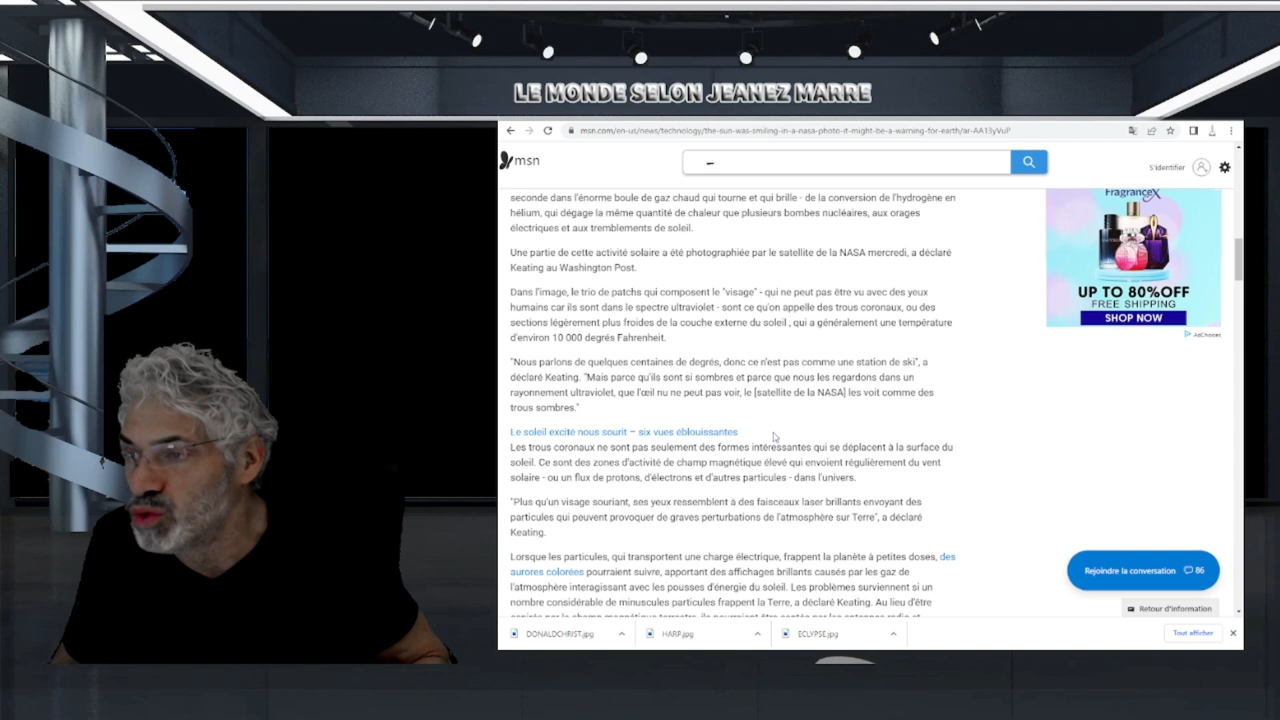 LE MONDE SELON JEANEZ MARRE
msn.com/en-us/news/technology/the-sun-was-smiling-in-a-nasa-photo-it-might-be-a-warning-for-earth/ar-AA13yVuP
msn
S'identifier
seconde dans l'énorme boule de gaz chaud qui tourne et qui brille - de la conversion de l'hydrogène en
hélium, qui dégage la même quantité de chaleur que plusieurs bombes nucléaires, aux orages
électriques et aux tremblements de soleil.
Une partie de cette activité solaire a été photographiée par le satellite de la NASA mercredi, a déclaré
Keating au Washington Post.
Dans l'image, le trio de patchs qui composent le "visage" - qui ne peut pas être vu avec des yeux
humains car ils sont dans le spectre ultraviolet - sont ce qu'on appelle des trous coronaux, ou des
sections légèrement plus froides de la couche externe du soleil , qui a généralement une température
d'environ 10 000 degrés Fahrenheit.
"Nous parlons de quelques centaines de degrés, donc ce n'est pas comme une station de ski", a
déclaré Keating. "Mais parce qu'ils sont si sombres et parce que nous les regardons dans un
rayonnement ultraviolet, que l'œil nu ne peut pas voir, le [satellite de la NASA] les voit comme des
trous sombres."
Le soleil excité nous sourit – six vues éblouissantes
Les trous coronaux ne sont pas seulement des formes intéressantes qui se déplacent à la surface du
soleil. Ce sont des zones d'activité de champ magnétique élevé qui envoient régulièrement du vent
solaire - ou un flux de protons, d'électrons et d'autres particules - dans l'univers.
"Plus qu'un visage souriant, ses yeux ressemblent à des faisceaux laser brillants envoyant des
particules qui peuvent provoquer de graves perturbations de l'atmosphère sur Terre", a déclaré
Keating.
Lorsque les particules, qui transportent une charge électrique, frappent la planète à petites doses, des
aurores colorées pourraient suivre, apportant des affichages brillants causés par les gaz de
l'atmosphère interagissant avec les pousses d'énergie du soleil. Les problèmes surviennent si un
nombre considérable de minuscules particules frappent la Terre, a déclaré Keating. Au lieu d'être
FragranceX
UP TO 80%OFF
FREE SHIPPING
SHOP NOW
AdChoices
Rejoindre la conversation 86
Retour d'information
DONALDCHRIST.jpg
HARP.jpg
ECLYPSE.jpg
Tout afficher